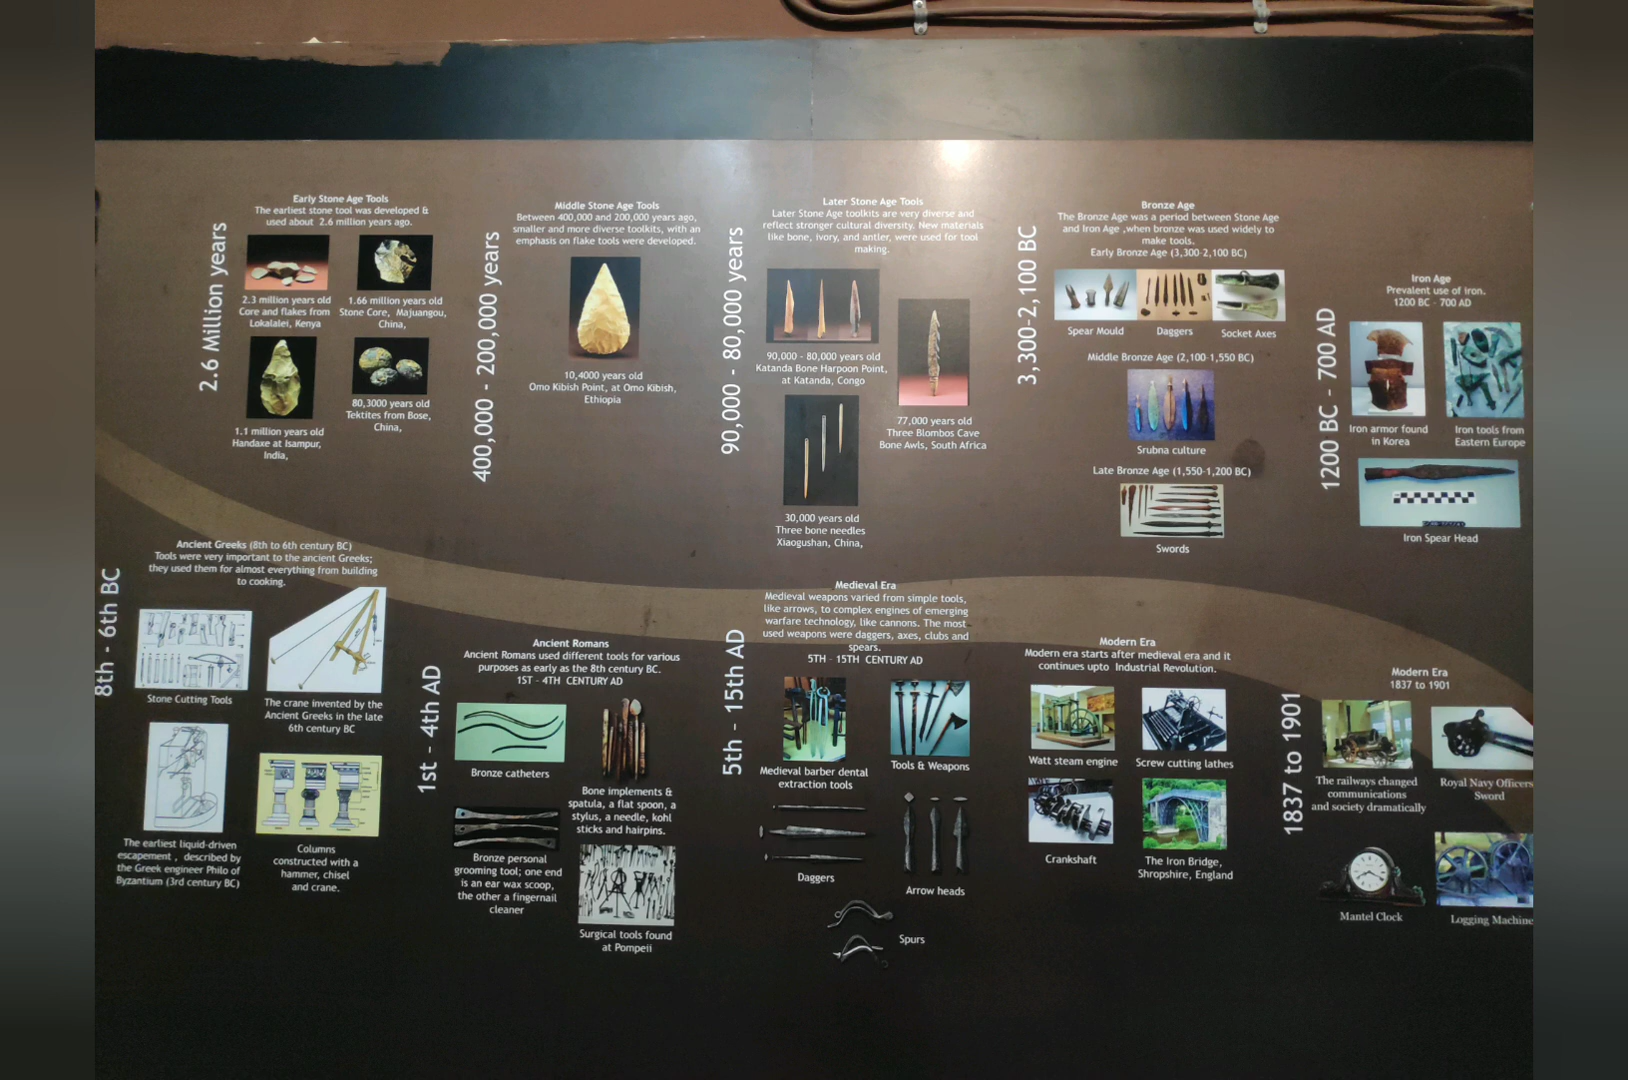 2.6 Million years
Early Stone Age Tools
The earliest stone tool was developed &
used about 2.6 million years ago.
2.3 million years old
Core and flakes from
Lokalalei, Kenya
1.66 million years old
Stone Core, Majuangou,
China,
1.1 million years old
Handaxe at Isampur,
India,
80,3000 years old
Tektites from Bose,
China,
400,000 - 200,000 years
Middle Stone Age Tools
Between 400,000 and 200,000 years ago,
smaller and more diverse toolkits, with an
emphasis on flake tools were developed.
10,4000 years old
Omo Kibish Point, at Omo Kibish,
Ethiopia
90,000 - 80,000 years
Later Stone Age Tools
Later Stone Age toolkits are very diverse and
reflect stronger cultural diversity. New materials
like bone, ivory, and antler, were used for tool
making.
90,000 - 80,000 years old
Katanda Bone Harpoon Point,
at Katanda, Congo
77,000 years old
Three Blombos Cave
Bone Awls, South Africa
30,000 years old
Three bone needles
Xiaogushan, China,
3,300-2,100 BC
Bronze Age
The Bronze Age was a period between Stone Age
and Iron Age ,when bronze was used widely to
make tools.
Early Bronze Age (3,300-2,100 BC)
Spear Mould
Daggers
Socket Axes
Middle Bronze Age (2,100-1,550 BC)
Srubna culture
Late Bronze Age (1,550-1,200 BC)
Swords
1200 BC - 700 AD
Iron Age
Prevalent use of iron.
1200 BC - 700 AD
Iron armor found
in Korea
Iron tools from
Eastern Europe
Iron Spear Head
8th - 6th BC
Ancient Greeks (8th to 6th century BC)
Tools were very important to the ancient Greeks;
they used them for almost everything from building
to cooking.
Stone Cutting Tools
The crane invented by the
Ancient Greeks in the late
6th century BC
The earliest liquid-driven
escapement , described by
the Greek engineer Philo of
Byzantium (3rd century BC)
Columns
constructed with a
hammer, chisel
and crane.
1st - 4th AD
Ancient Romans
Ancient Romans used different tools for various
purposes as early as the 8th century BC.
1ST - 4TH CENTURY AD
Bronze catheters
Bone implements &
spatula, a flat spoon, a
stylus, a needle, kohl
sticks and hairpins.
Bronze personal
grooming tool; one end
is an ear wax scoop,
the other a fingernail
cleaner
Surgical tools found
at Pompeii
5th - 15th AD
Medieval Era
Medieval weapons varied from simple tools,
like arrows, to complex engines of emerging
warfare technology, like cannons. The most
used weapons were daggers, axes, clubs and
spears.
5TH - 15TH CENTURY AD
Medieval barber dental
extraction tools
Tools & Weapons
Daggers
Arrow heads
Spurs
Modern Era
Modern era starts after medieval era and it
continues upto Industrial Revolution.
Watt steam engine
Screw cutting lathes
Crankshaft
The Iron Bridge,
Shropshire, England
1837 to 1901
Modern Era
1837 to 1901
The railways changed
communications
and society dramatically
Royal Navy Officers
Sword
Mantel Clock
Logging Machine